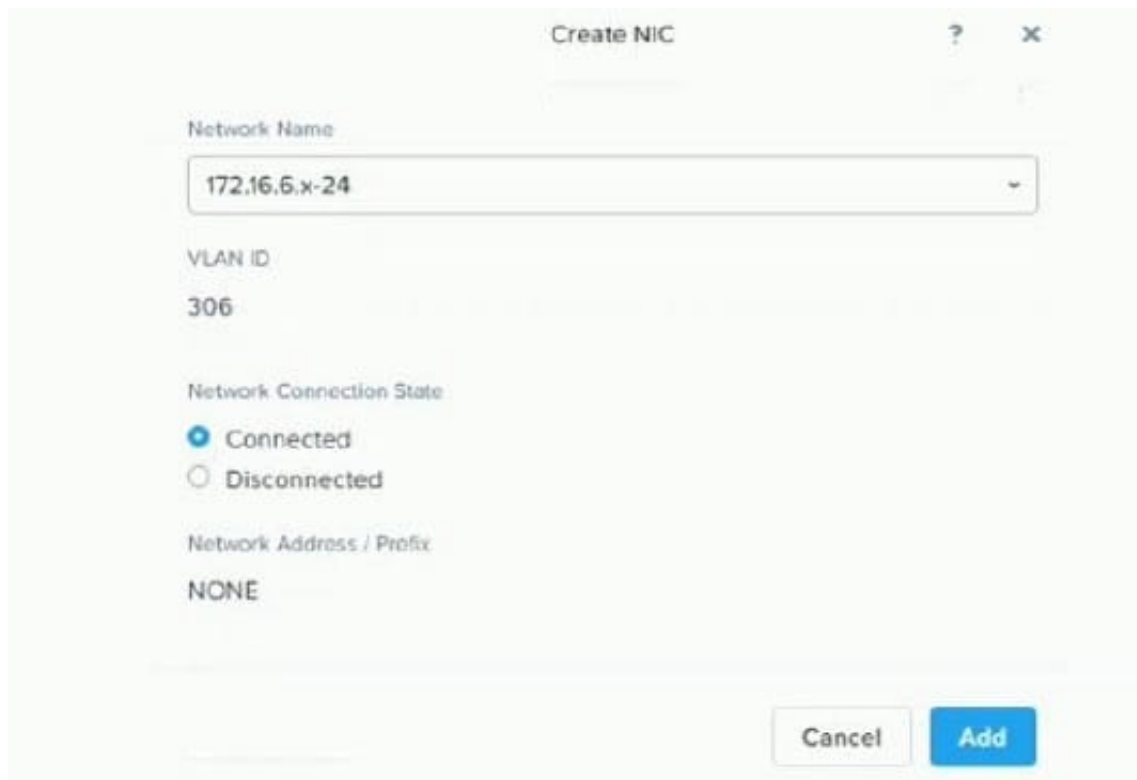 Create NIC ? ×
Network Name
172.16.6.x-24
VLAN ID
306
Network Connection State
Connected
Disconnected
Network Address / Prefix
NONE
Cancel Add